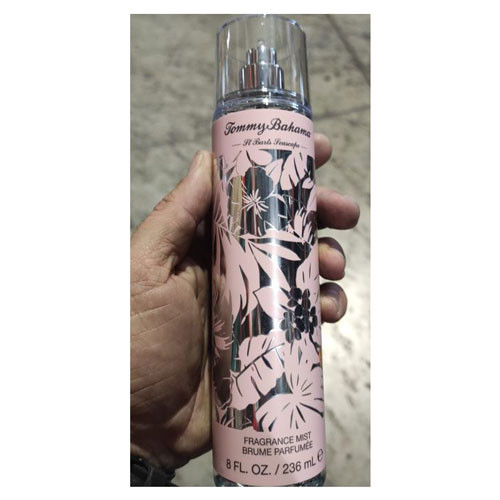 Tommy Bahama
St Barts Seascape
FRAGRANCE MIST
BRUME PARFUMÉE
8 FL. OZ. / 236 mL ℮